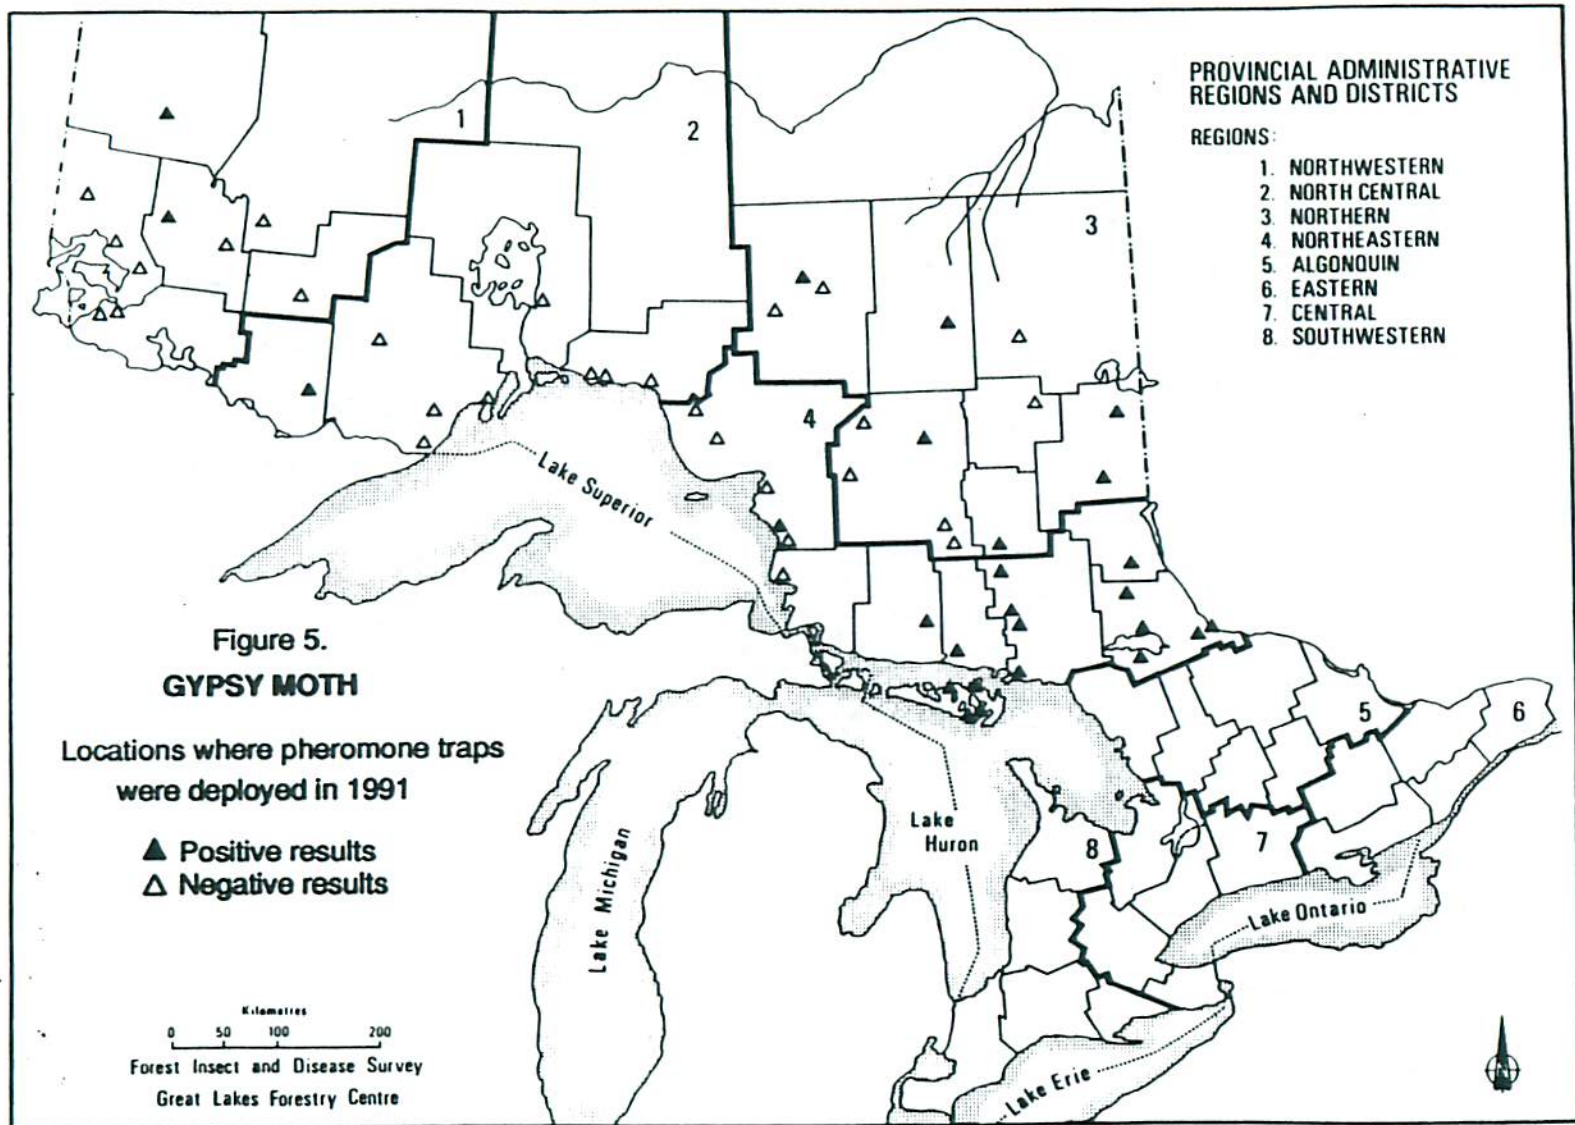 PROVINCIAL ADMINISTRATIVE
REGIONS AND DISTRICTS
REGIONS:
1. NORTHWESTERN
2. NORTH CENTRAL
3. NORTHERN
4. NORTHEASTERN
5. ALGONQUIN
6. EASTERN
7. CENTRAL
8. SOUTHWESTERN
1
2
3
4
5
6
7
8
Lake Superior
Lake Michigan
Lake
Huron
Lake Ontario
Lake Erie
Figure 5.
GYPSY MOTH
Locations where pheromone traps
were deployed in 1991
Positive results
Negative results
Kilometres
0 50 100 200
Forest Insect and Disease Survey
Great Lakes Forestry Centre